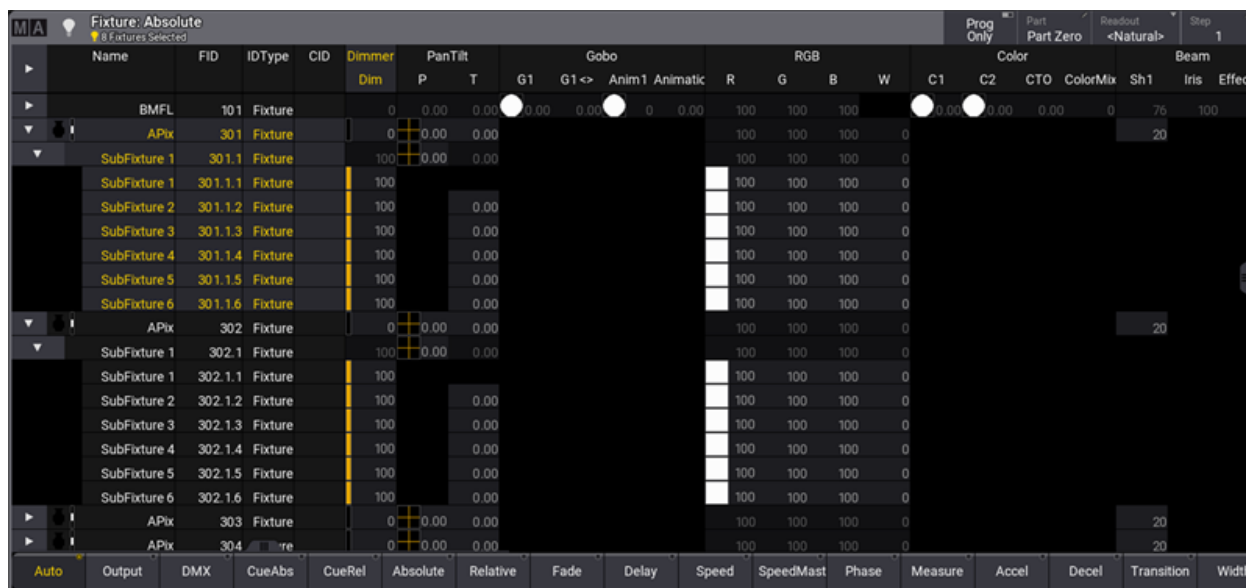 MA Fixture: Absolute Prog Only Part Part Zero Readout <Natural> Step 1
8 Fixtures Selected
Name FID IDType CID Dimmer PanTilt Gobo RGB Color Beam
Dim P T G1 G1<> Anim1 Animatic R G B W C1 C2 CTO ColorMix Sh1 Iris Effec
BMFL 101 Fixture 0 0.00 0.00 0.00 0.00 0 0.00 100 100 100 0.00 0.00 0.00 0 76 100
APix 301 Fixture 0 0.00 0.00 100 100 100 0 20
SubFixture 1 301.1 Fixture 100 0.00 0.00 100 100 100 0
SubFixture 1 301.1.1 Fixture 100 100 100 100 0
SubFixture 2 301.1.2 Fixture 100 0.00 100 100 100 0
SubFixture 3 301.1.3 Fixture 100 0.00 100 100 100 0
SubFixture 4 301.1.4 Fixture 100 0.00 100 100 100 0
SubFixture 5 301.1.5 Fixture 100 0.00 100 100 100 0
SubFixture 6 301.1.6 Fixture 100 0.00 100 100 100 0
APix 302 Fixture 0 0.00 0.00 100 100 100 0 20
SubFixture 1 302.1 Fixture 100 0.00 0.00 100 100 100 0
SubFixture 1 302.1.1 Fixture 100 100 100 100 0
SubFixture 2 302.1.2 Fixture 100 0.00 100 100 100 0
SubFixture 3 302.1.3 Fixture 100 0.00 100 100 100 0
SubFixture 4 302.1.4 Fixture 100 0.00 100 100 100 0
SubFixture 5 302.1.5 Fixture 100 0.00 100 100 100 0
SubFixture 6 302.1.6 Fixture 100 0.00 100 100 100 0
APix 303 Fixture 0 0.00 0.00 100 100 100 0 20
APix 304 0 0.00 0.00 100 100 100 0 20
Auto Output DMX CueAbs CueRel Absolute Relative Fade Delay Speed SpeedMast Phase Measure Accel Decel Transition Widt